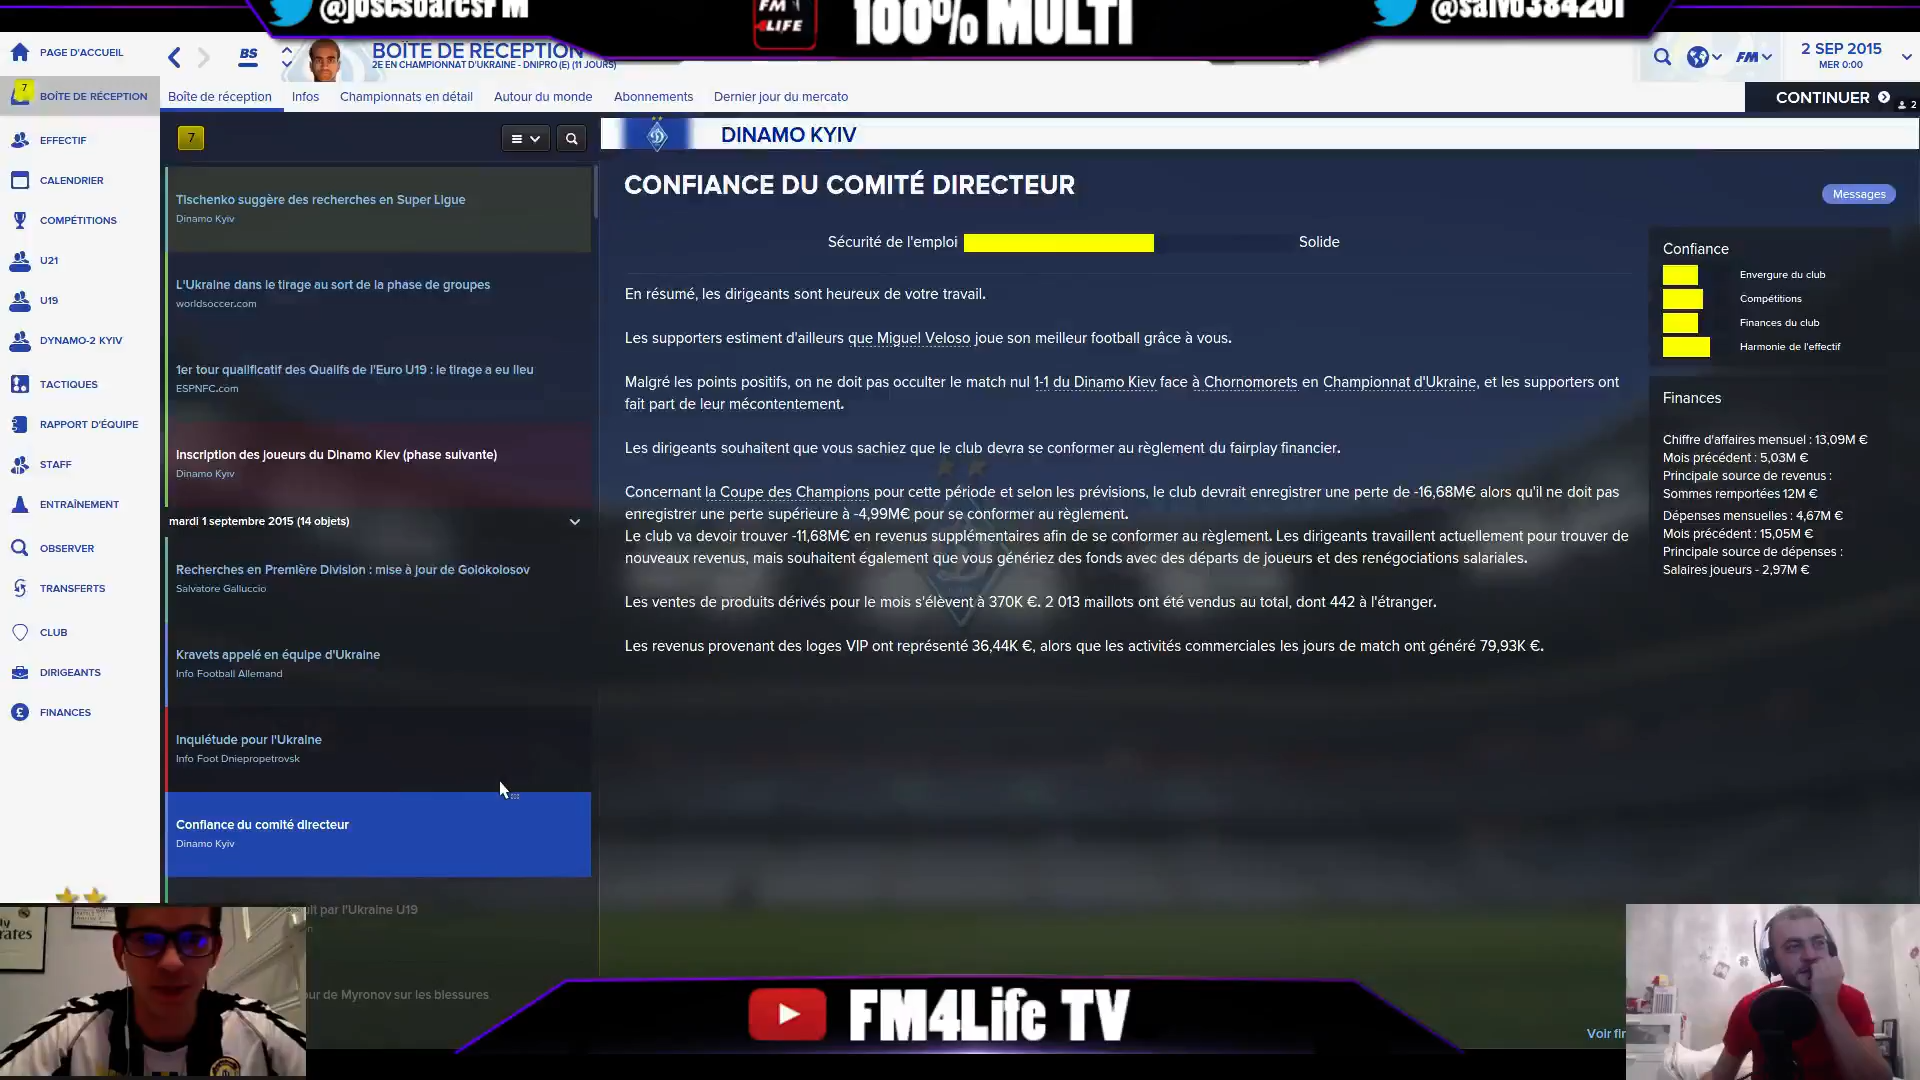 @josesoaresFM
FM
4LIFE
100% MULTI
@salvo384201
PAGE D'ACCUEIL
BS
BOÎTE DE RÉCEPTION
2E EN CHAMPIONNAT D'UKRAINE - DNIPRO (E) (11 JOURS)
FM
2 SEP 2015
MER 0:00
7
BOÎTE DE RÉCEPTION
Boîte de réception
Infos
Championnats en détail
Autour du monde
Abonnements
Dernier jour du mercato
CONTINUER
2
EFFECTIF
CALENDRIER
COMPÉTITIONS
U21
U19
DYNAMO-2 KYIV
TACTIQUES
RAPPORT D'ÉQUIPE
STAFF
ENTRAÎNEMENT
OBSERVER
TRANSFERTS
CLUB
DIRIGEANTS
FINANCES
7
Tischenko suggère des recherches en Super Ligue
Dinamo Kyiv
L'Ukraine dans le tirage au sort de la phase de groupes
worldsoccer.com
1er tour qualificatif des Qualifs de l'Euro U19 : le tirage a eu lieu
ESPNFC.com
Inscription des joueurs du Dinamo Kiev (phase suivante)
Dinamo Kyiv
mardi 1 septembre 2015 (14 objets)
Recherches en Première Division : mise à jour de Golokolosov
Salvatore Galluccio
Kravets appelé en équipe d'Ukraine
Info Football Allemand
Inquiétude pour l'Ukraine
Info Foot Dniepropetrovsk
Confiance du comité directeur
Dinamo Kyiv
par l'Ukraine U19
de Myronov sur les blessures
DINAMO KYIV
CONFIANCE DU COMITÉ DIRECTEUR
Messages
Sécurité de l'emploi
Solide
En résumé, les dirigeants sont heureux de votre travail.
Les supporters estiment d'ailleurs que Miguel Veloso joue son meilleur football grâce à vous.
Malgré les points positifs, on ne doit pas occulter le match nul 1-1 du Dinamo Kiev face à Chornomorets en Championnat d'Ukraine, et les supporters ont
fait part de leur mécontentement.
Les dirigeants souhaitent que vous sachiez que le club devra se conformer au règlement du fairplay financier.
Concernant la Coupe des Champions pour cette période et selon les prévisions, le club devrait enregistrer une perte de -16,68M€ alors qu'il ne doit pas
enregistrer une perte supérieure à -4,99M€ pour se conformer au règlement.
Le club va devoir trouver -11,68M€ en revenus supplémentaires afin de se conformer au règlement. Les dirigeants travaillent actuellement pour trouver de
nouveaux revenus, mais souhaitent également que vous génériez des fonds avec des départs de joueurs et des renégociations salariales.
Les ventes de produits dérivés pour le mois s'élèvent à 370K €. 2 013 maillots ont été vendus au total, dont 442 à l'étranger.
Les revenus provenant des loges VIP ont représenté 36,44K €, alors que les activités commerciales les jours de match ont généré 79,93K €.
Confiance
Envergure du club
Compétitions
Finances du club
Harmonie de l'effectif
Finances
Chiffre d'affaires mensuel : 13,09M €
Mois précédent : 5,03M €
Principale source de revenus :
Sommes remportées 12M €
Dépenses mensuelles : 4,67M €
Mois précédent : 15,05M €
Principale source de dépenses :
Salaires joueurs - 2,97M €
Voir
FM4Life TV